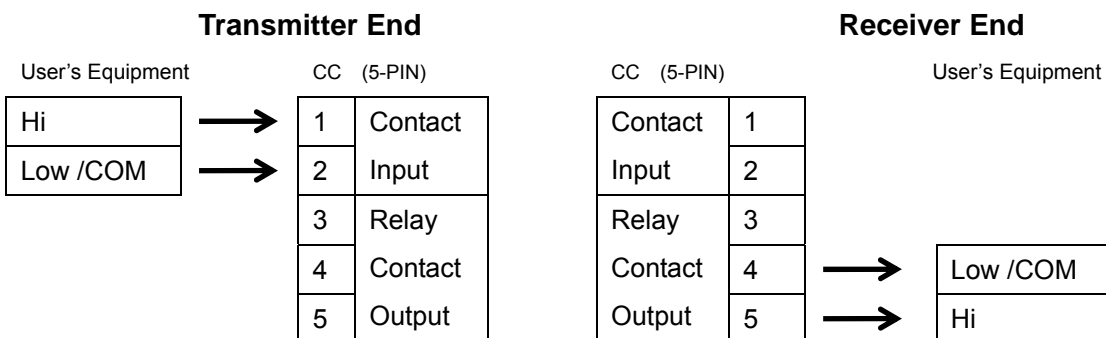 Transmitter End Receiver End
User's Equipment CC (5-PIN) CC (5-PIN) User's Equipment
Hi 1 Contact Contact 1
Low /COM 2 Input Input 2
3 Relay Relay 3
4 Contact Contact 4 Low /COM
5 Output Output 5 Hi